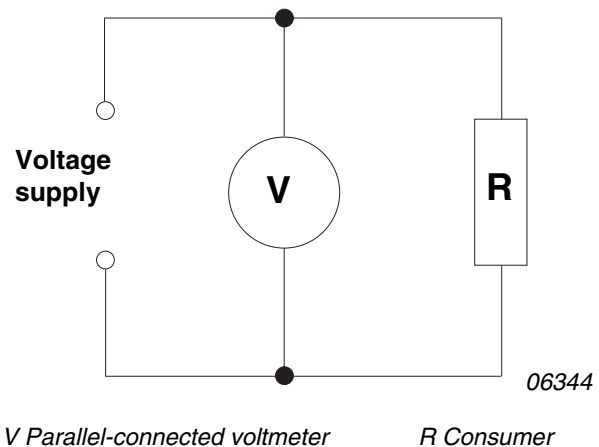 Voltage
supply
V
R
06344
V Parallel-connected voltmeter R Consumer